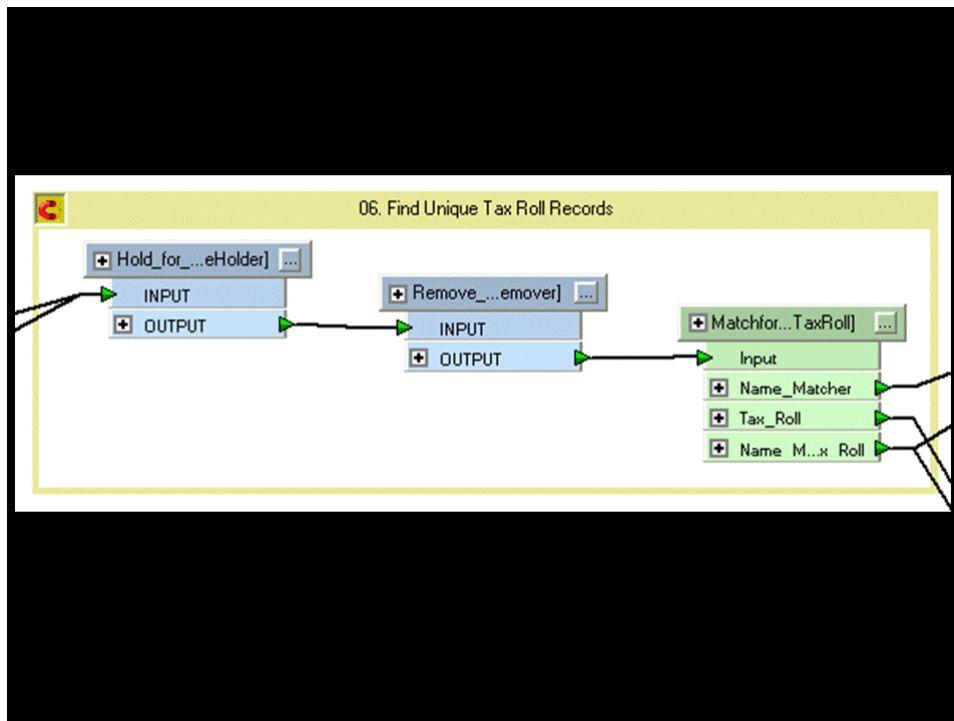 06. Find Unique Tax Roll Records
Hold_for_...eHolder] ...
INPUT
OUTPUT
Remove_...emover] ...
INPUT
OUTPUT
Matchfor...TaxRoll] ...
Input
Name_Matcher
Tax_Roll
Name M...x Roll